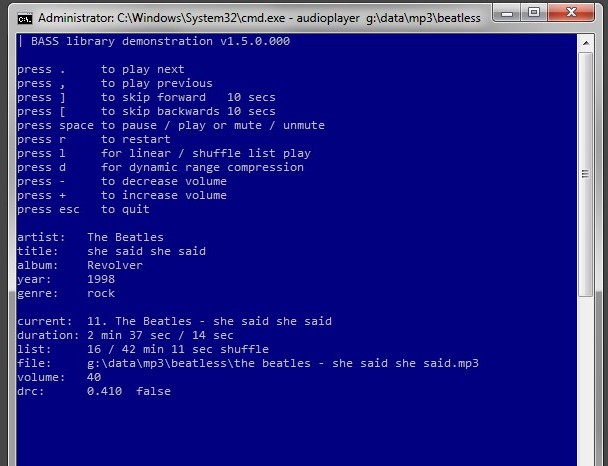 Administrator: C:\Windows\System32\cmd.exe - audioplayer g:\data\mp3\beatless
| BASS library demonstration v1.5.0.000
press . to play next
press , to play previous
press ] to skip forward 10 secs
press [ to skip backwards 10 secs
press space to pause / play or mute / unmute
press r to restart
press l for linear / shuffle list play
press d for dynamic range compression
press - to decrease volume
press + to increase volume
press esc to quit
artist: The Beatles
title: she said she said
album: Revolver
year: 1998
genre: rock
current: 11. The Beatles - she said she said
duration: 2 min 37 sec / 14 sec
list: 16 / 42 min 11 sec shuffle
file: g:\data\mp3\beatless\the beatles - she said she said.mp3
volume: 40
drc: 0.410 false